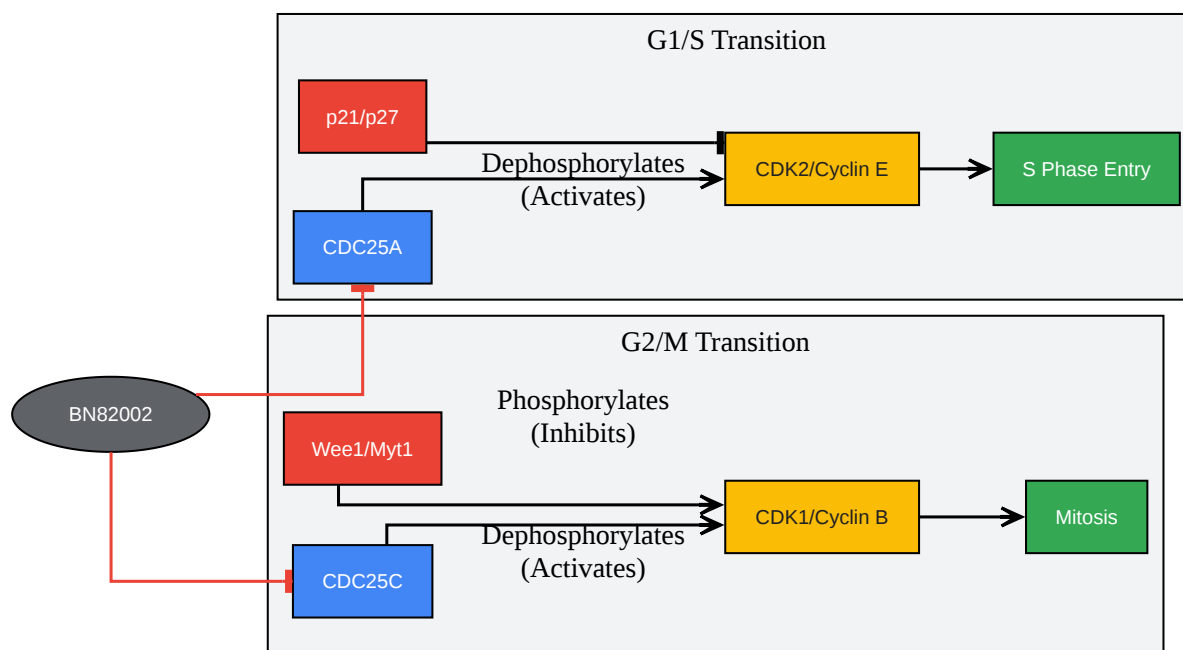 G1/S Transition
p21/p27
Dephosphorylates
(Activates)
CDK2/Cyclin E
S Phase Entry
CDC25A
G2/M Transition
BN82002
Phosphorylates
(Inhibits)
Wee1/Myt1
CDK1/Cyclin B
Mitosis
Dephosphorylates
(Activates)
CDC25C